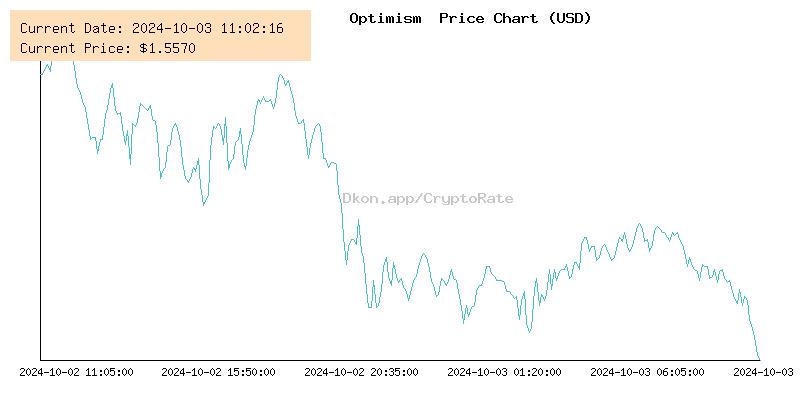 Optimism  Price Chart (USD)
Current Date: 2024-10-03 11:02:16
Current Price: $1.5570
Dkon.app/CryptoRate
2024-10-02 11:05:00 2024-10-02 15:50:00 2024-10-02 20:35:00 2024-10-03 01:20:00 2024-10-03 06:05:00 2024-10-03